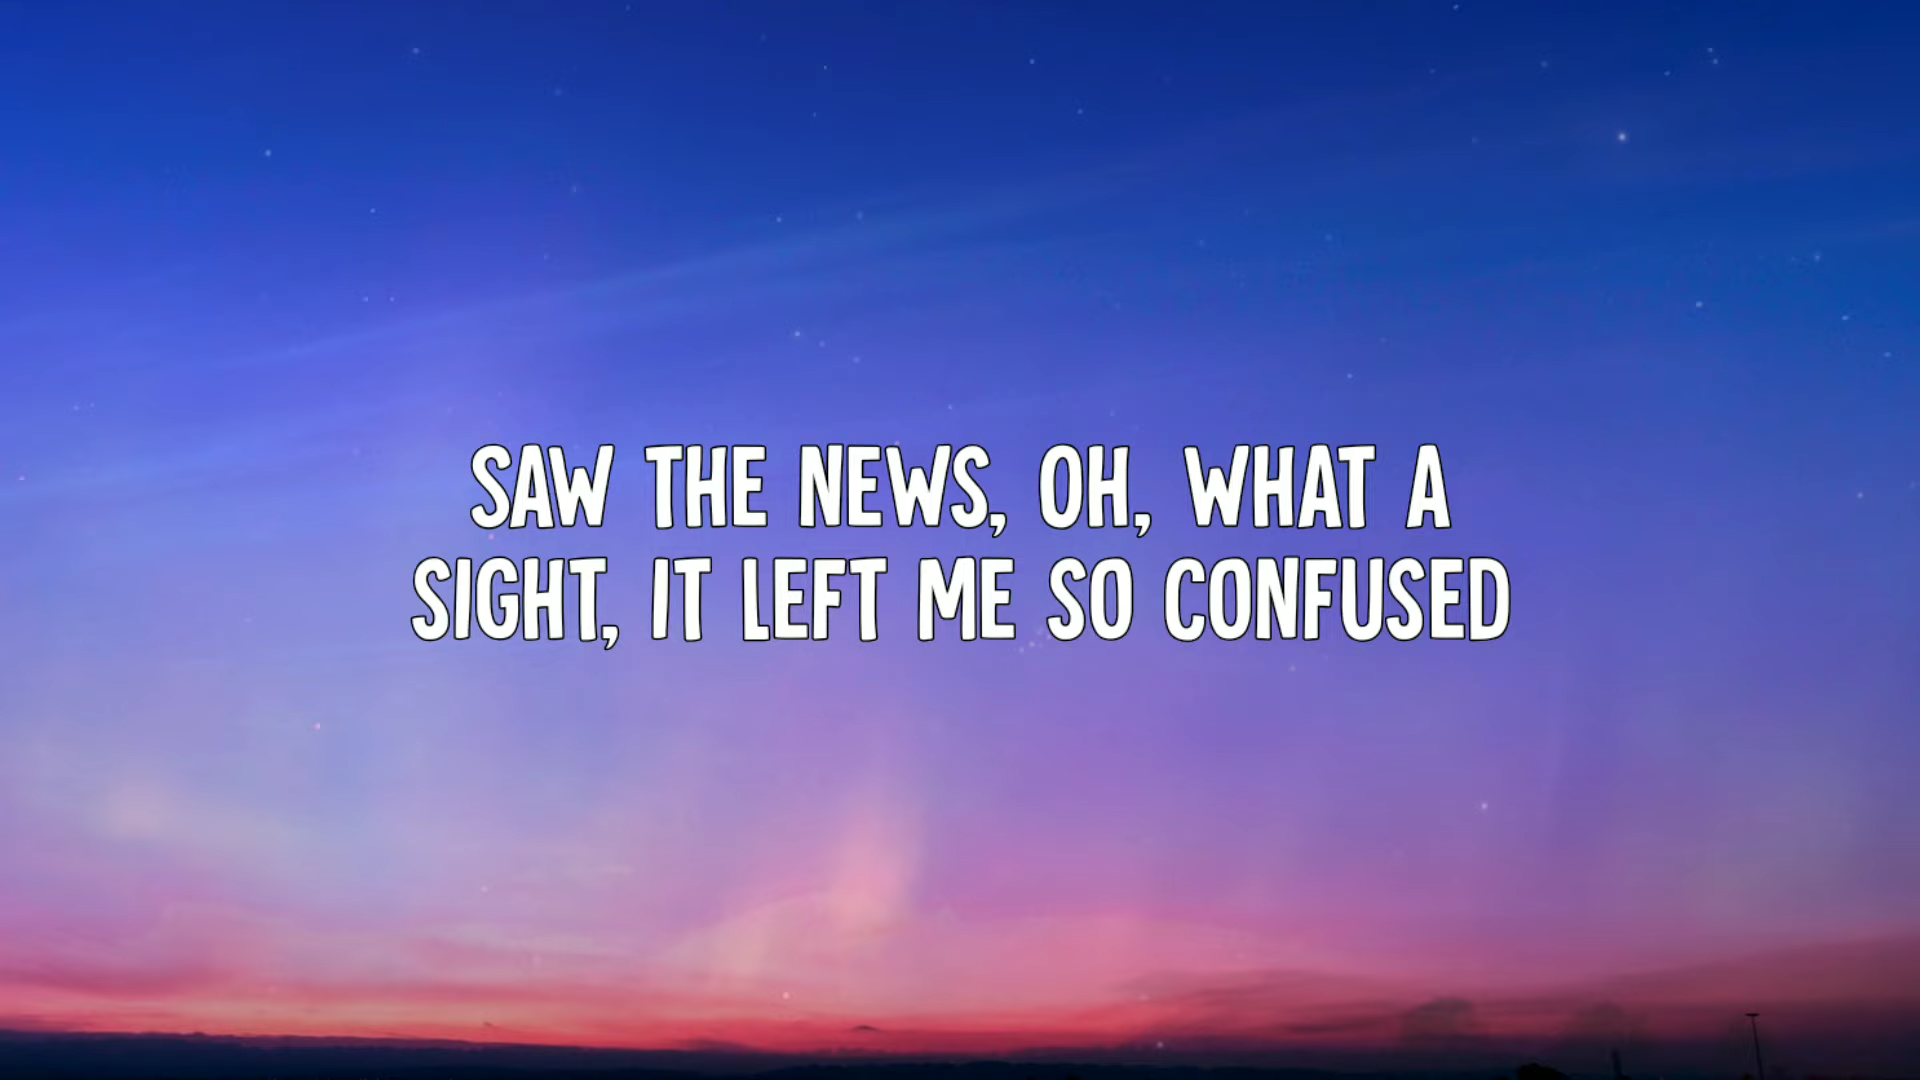 SAW THE NEWS, OH, WHAT A
SIGHT, IT LEFT ME SO CONFUSED